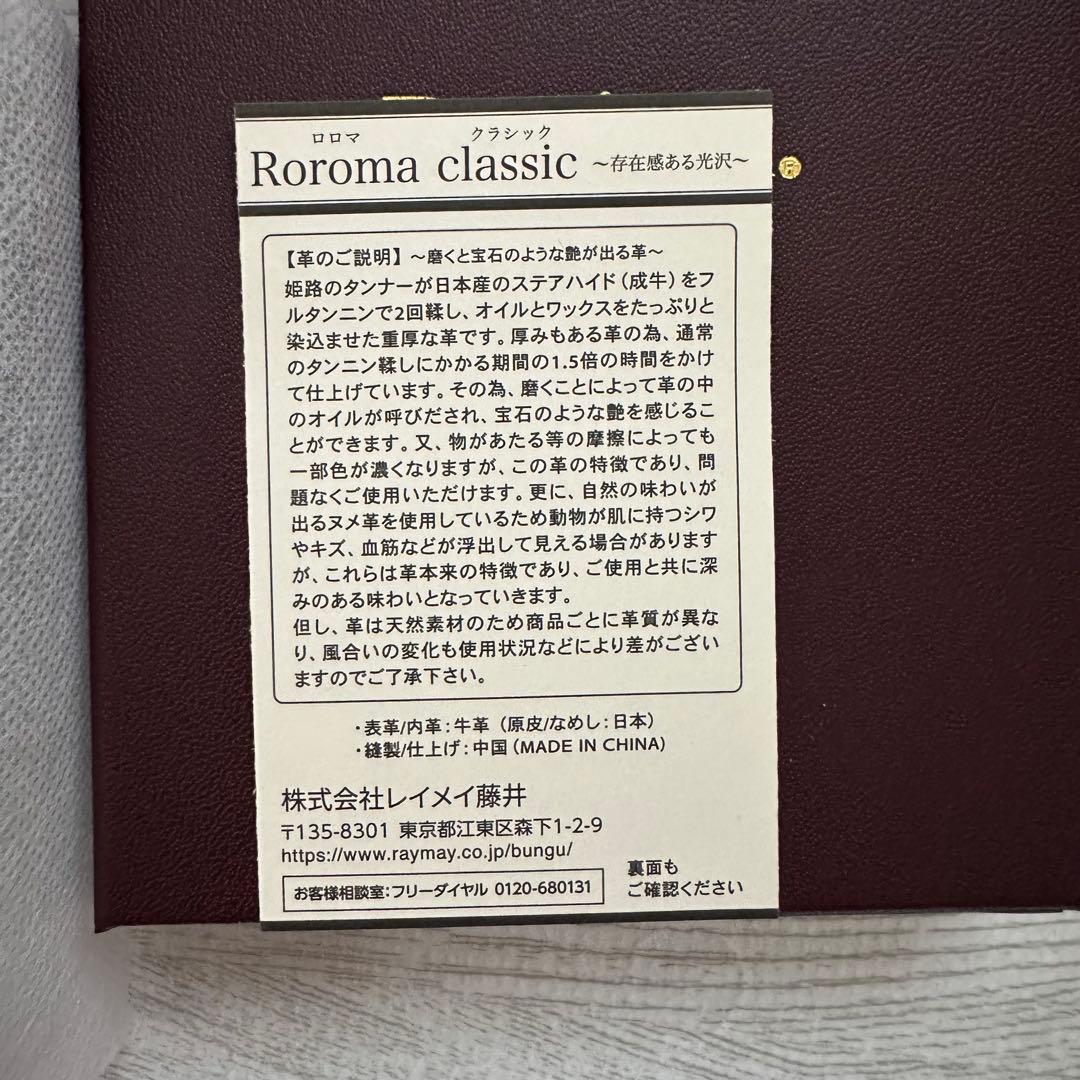 ロロマ クラシック
Roroma classic ～存在感ある光沢～
【革のご説明】～磨くと宝石のような艶が出る革～
姫路のタンナーが日本産のステアハイド（成牛）をフ
ルタンニンで2回鞣し、オイルとワックスをたっぷりと
染込ませた重厚な革です。厚みもある革の為、通常
のタンニン鞣しにかかる期間の1.5倍の時間をかけ
て仕上げています。その為、磨くことによって革の中
のオイルが呼びだされ、宝石のような艶を感じるこ
とができます。又、物があたる等の摩擦によっても
一部色が濃くなりますが、この革の特徴であり、問
題なくご使用いただけます。更に、自然の味わいが
出るヌメ革を使用しているため動物が肌に持つシワ
やキズ、血筋などが浮出して見える場合があります
が、これらは革本来の特徴であり、ご使用と共に深
みのある味わいとなっていきます。
但し、革は天然素材のため商品ごとに革質が異な
り、風合いの変化も使用状況などにより差がござい
ますのでご了承下さい。
・表革/内革：牛革（原皮/なめし：日本）
・縫製/仕上げ：中国（MADE IN CHINA）
株式会社レイメイ藤井
〒135-8301 東京都江東区森下1-2-9
https://www.raymay.co.jp/bungu/
お客様相談室：フリーダイヤル 0120-680131
裏面も
ご確認ください